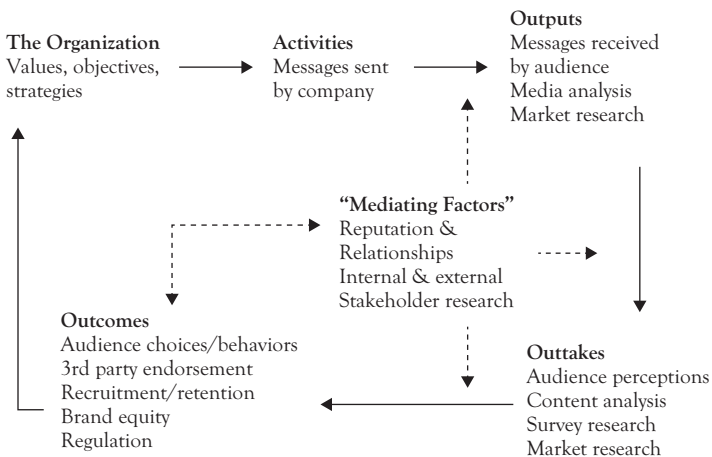 The Organization
Values, objectives,
strategies
Activities
Messages sent
by company
Outputs
Messages received
by audience
Media analysis
Market research
“Mediating Factors”
Reputation &
Relationships
Internal & external
Stakeholder research
Outcomes
Audience choices/behaviors
3rd party endorsement
Recruitment/retention
Brand equity
Regulation
Outtakes
Audience perceptions
Content analysis
Survey research
Market research